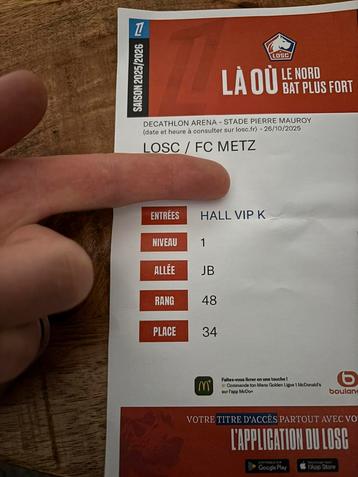 SAISON 2025/2026
LOSC
LÀ OÙ LE NORD
BAT PLUS FORT
DECATHLON ARENA - STADE PIERRE MAUROY
(date et heure à consulter sur losc.fr) - 26/10/2025
LOSC / FC METZ
ENTRÉES HALL VIP K
NIVEAU 1
ALLÉE JB
RANG 48
PLACE 34
Faites-vous livrer en une touche !
Commande ton Menu Golden Ligue 1 McDonald's
sur l'app McDo+
boulan
VOTRE TITRE D'ACCÈS PARTOUT AVEC VO
L'APPLICATION DU LOSC
Google Play
App Store